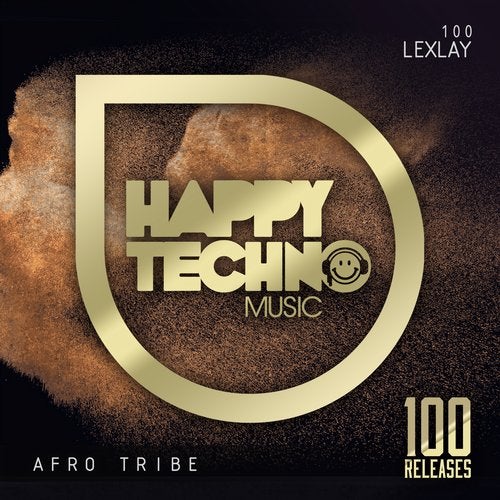 100
LEXLAY
HAPPY
TECHNO
MUSIC
100
RELEASES
AFRO TRIBE